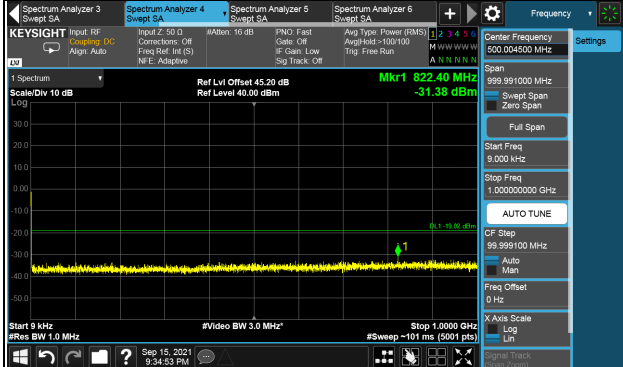 Spectrum Analyzer 3
Swept SA
Spectrum Analyzer 4
Swept SA
Spectrum Analyzer 5
Swept SA
Spectrum Analyzer 6
Swept SA
+
Frequency
KEYSIGHT
Input: RF
Coupling: DC
Align: Auto
Input Z: 50 Ω
Corrections: Off
Freq Ref: Int (S)
NFE: Adaptive
#Atten: 16 dB
PNO: Fast
Gate: Off
IF Gain: Low
Sig Track: Off
Avg Type: Power (RMS)
Avg|Hold:>100/100
Trig: Free Run
1 2 3 4 5 6
M W W W W W
A N N N N N
LXI
1 Spectrum
Scale/Div 10 dB
Ref Lvl Offset 45.20 dB
Ref Level 40.00 dBm
Mkr1 822.40 MHz
-31.38 dBm
Log
30.0
20.0
10.0
0.00
-10.0
-20.0
-30.0
-40.0
-50.0
DL1 -19.02 dBm
1
Start 9 kHz
#Res BW 1.0 MHz
#Video BW 3.0 MHz*
Stop 1.0000 GHz
#Sweep ~101 ms (5001 pts)
Center Frequency
500.004500 MHz
Settings
Span
999.991000 MHz
Swept Span
Zero Span
Full Span
Start Freq
9.000 kHz
Stop Freq
1.000000000 GHz
AUTO TUNE
CF Step
99.999100 MHz
Auto
Man
Freq Offset
0 Hz
X Axis Scale
Log
Lin
Signal Track
(Span Zoom)
?
Sep 15, 2021
9:34:53 PM